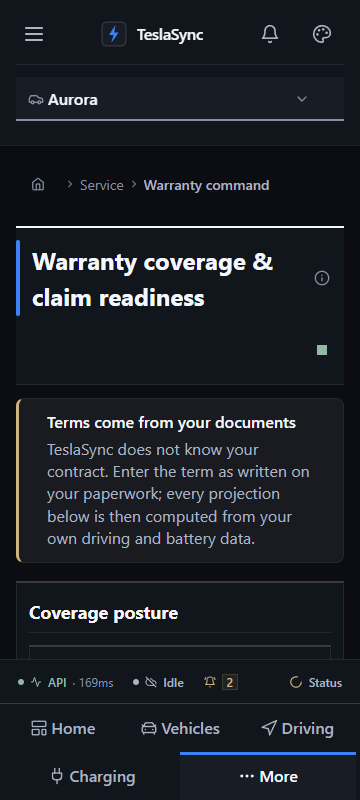 TeslaSync
Aurora
Service
Warranty command
Warranty coverage &
claim readiness
Terms come from your documents
TeslaSync does not know your
contract. Enter the term as written on
your paperwork; every projection
below is then computed from your
own driving and battery data.
Coverage posture
API · 169ms
Idle
2
Status
Home
Vehicles
Driving
Charging
More